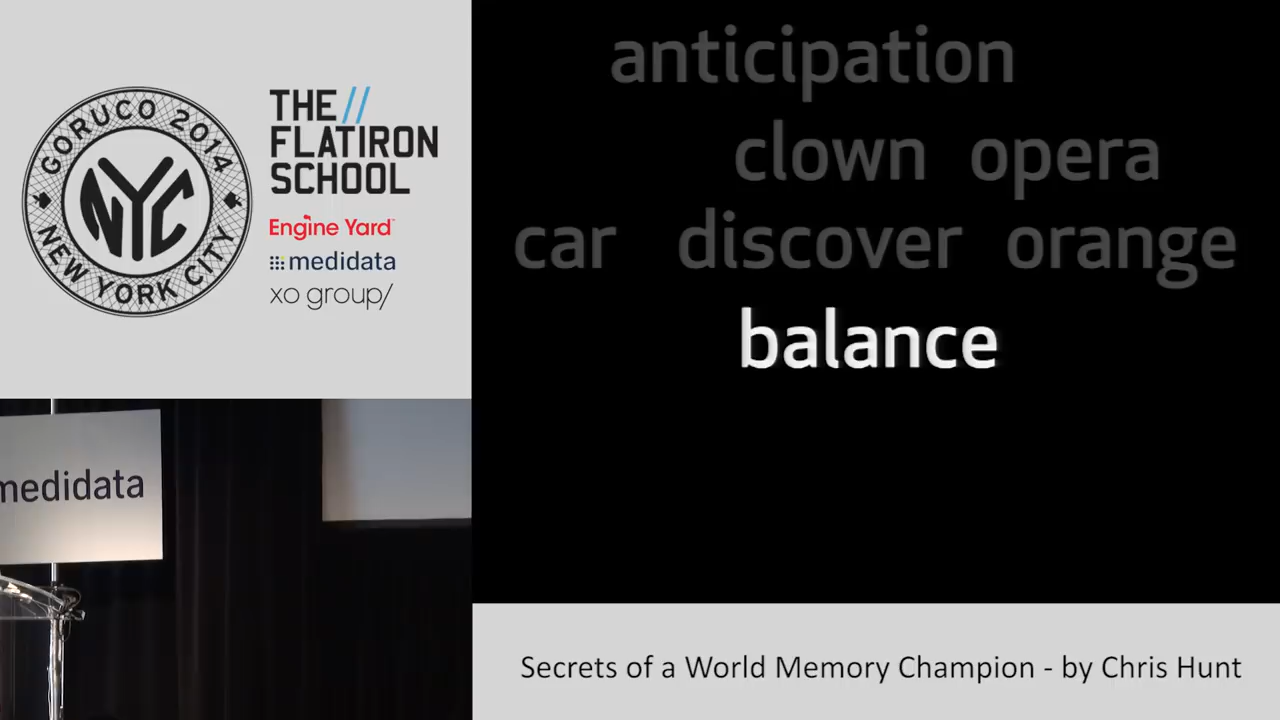 GORUCO 2014
NYC
NEW YORK CITY
THE//
FLATIRON
SCHOOL
Engine Yard
medidata
xo group/
anticipation
clown opera
car discover orange
balance
medidata
Secrets of a World Memory Champion - by Chris Hunt